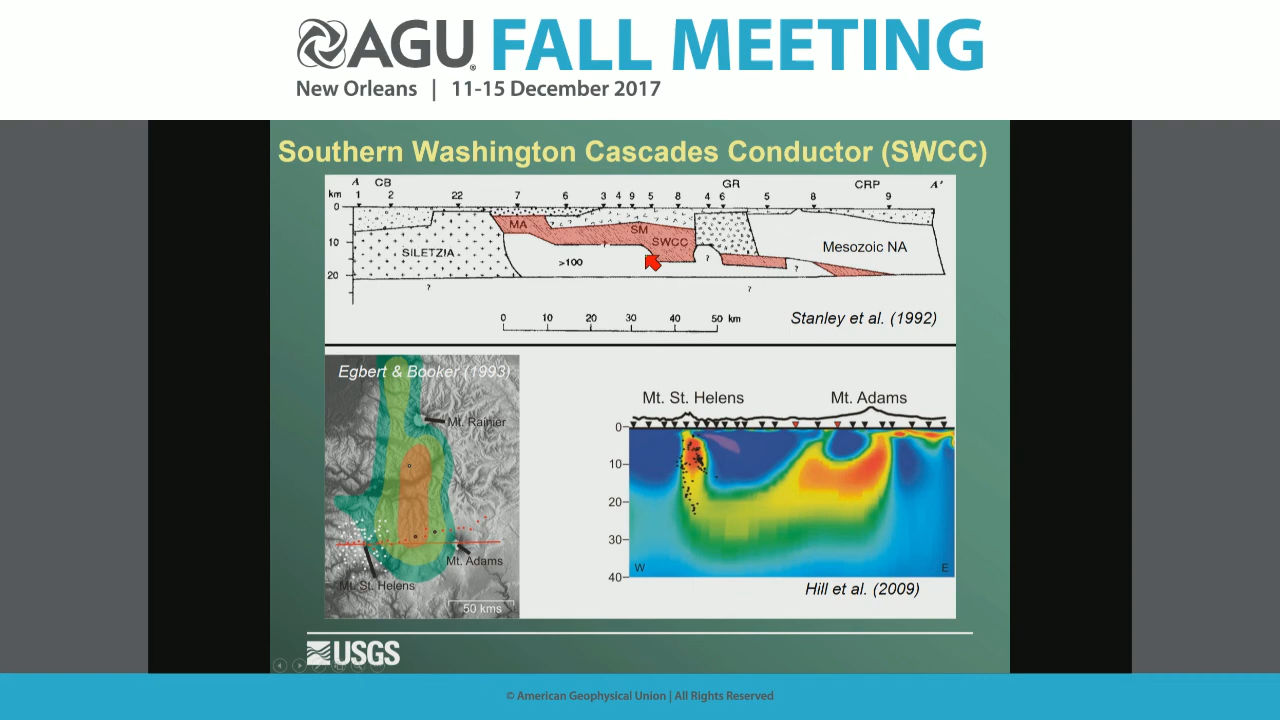 AGU FALL MEETING
New Orleans | 11-15 December 2017
Southern Washington Cascades Conductor (SWCC)
A CB GR CRP A'
km 1 2 22 7 6 3 4 9 5 8 4 6 5 8 9
0
MA
SM
10
SWCC
SILETZIA
Mesozoic NA
>100
?
?
?
20
?
?
0 10 20 30 40 50 km
Stanley et al. (1992)
Egbert & Booker (1993)
Mt. Rainier
Mt. Adams
Mt. St. Helens
50 kms
Mt. St. Helens
Mt. Adams
0
10
20
30
40
W
E
Hill et al. (2009)
USGS
© American Geophysical Union | All Rights Reserved